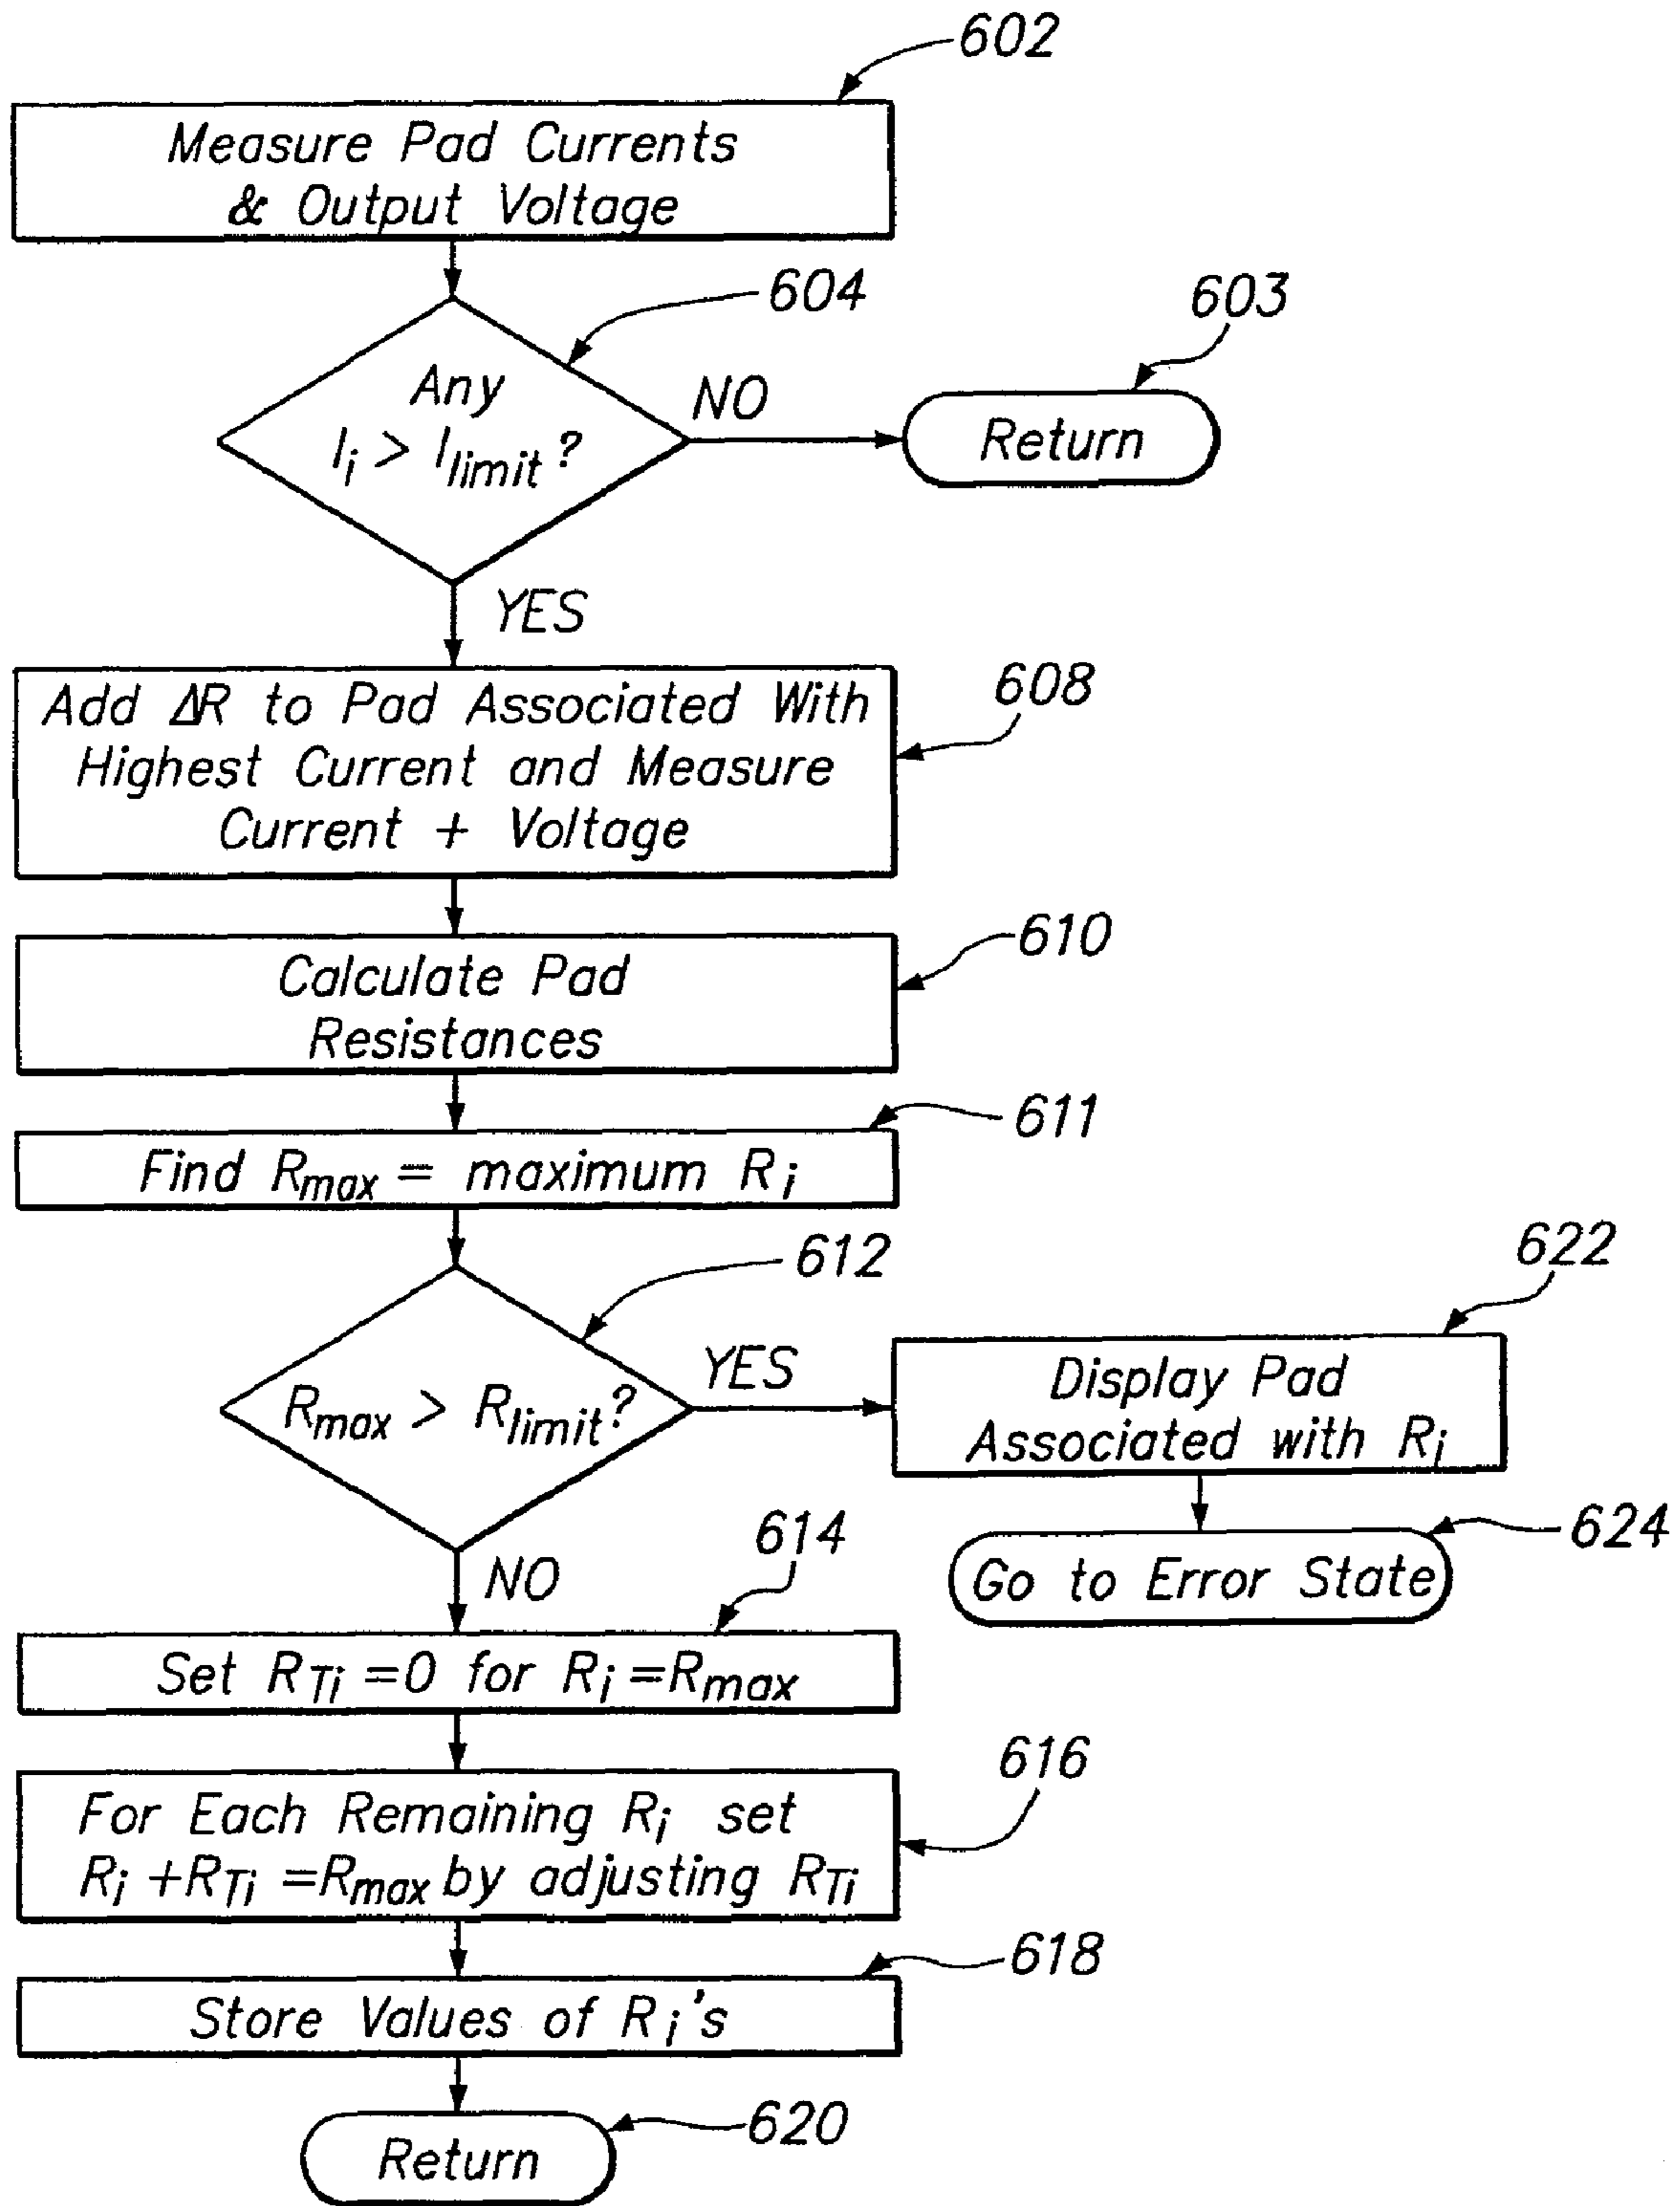 602
Measure Pad Currents
& Output Voltage
604
603
Any
I_i > I_limit ?
NO
Return
YES
608
Add ΔR to Pad Associated With
Highest Current and Measure
Current + Voltage
610
Calculate Pad
Resistances
611
Find R_max = maximum R_i
612
622
R_max > R_limit?
YES
Display Pad
Associated with R_i
624
Go to Error State
NO
614
Set R_Ti =0 for R_i =R_max
616
For Each Remaining R_i set
R_i +R_Ti =R_max by adjusting R_Ti
618
Store Values of R_i's
620
Return